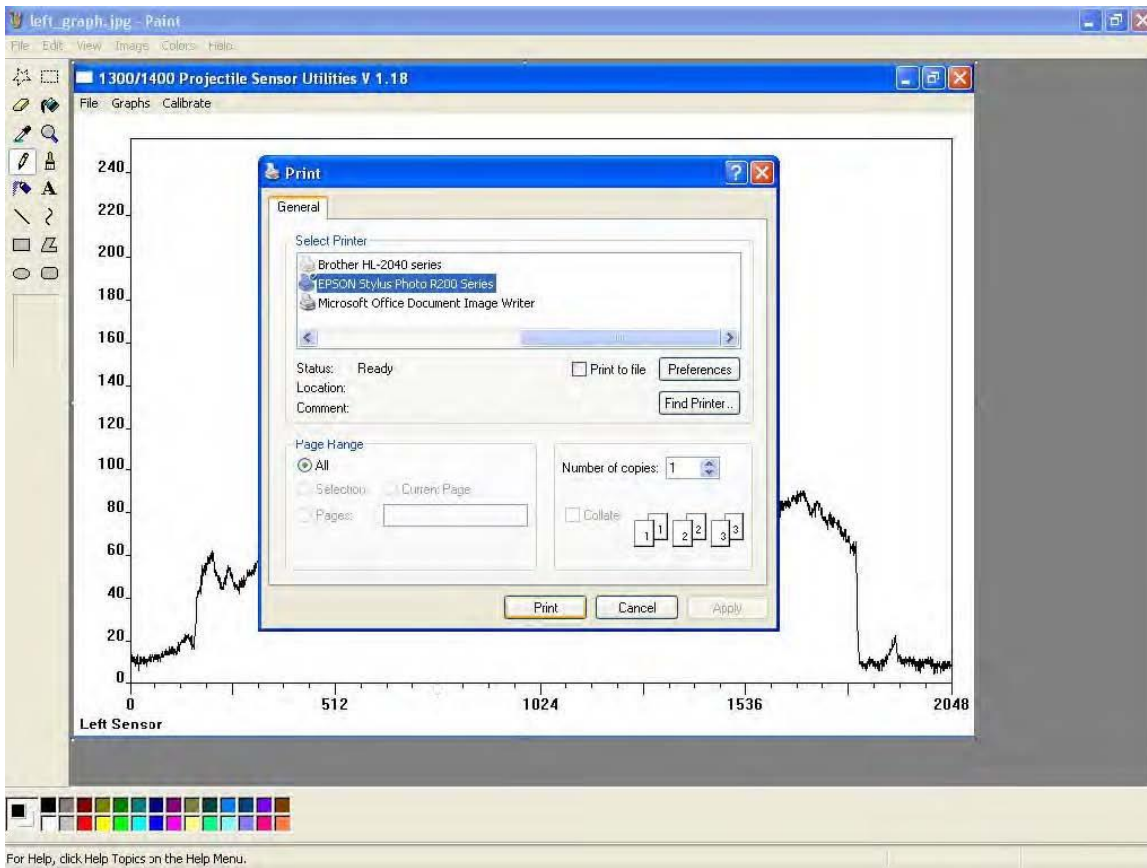 left_graph.jpg - Paint
File Edit View Image Colors Help
1300/1400 Projectile Sensor Utilities V 1.18
File Graphs Calibrate
240
220
200
180
160
140
120
100
80
60
40
20
0
0 512 1024 1536 2048
Left Sensor
Print
General
Select Printer
Brother HL-2040 series
EPSON Stylus Photo R200 Series
Microsoft Office Document Image Writer
Status: Ready
Print to file
Preferences
Location:
Comment:
Find Printer..
Page Range
All
Selection Current Page
Pages:
Number of copies: 1
Collate
1 1 2 2 3 3
Print Cancel Apply
A
For Help, click Help Topics on the Help Menu.